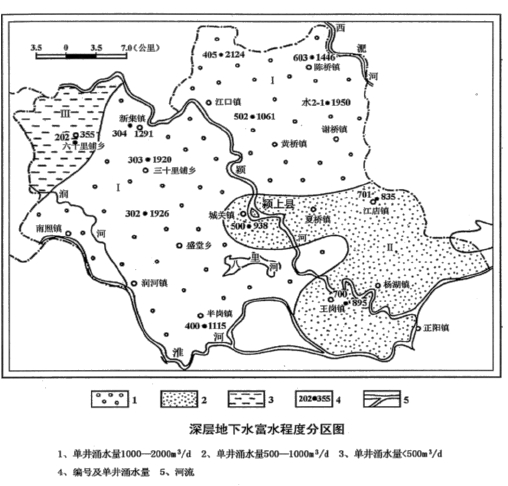 西
淝
河
3.5 0 3.5 7.0(公里)
405 2124
603 1446
陈桥镇
I
III
江口镇
水2-1 1950
新集镇
304 1291
502 1061
谢桥镇
202 355
六十里铺乡
黄桥镇
303 1920
三十里铺乡
颍
I
润
河
701 835
江店镇
颍上县
302 1926
城关镇
夏桥镇
500 938
南照镇
河
II
盛堂乡
里
河
润河镇
杨湖镇
700
895
王岗镇
半岗镇
400 1115
正阳镇
淮
河
1 2 3 202 355 4 5
深层地下水富水程度分区图
1、单井涌水量1000—2000m³/d 2、单井涌水量500—1000m³/d 3、单井涌水量<500m³/d
4、编号及单井涌水量 5、河流